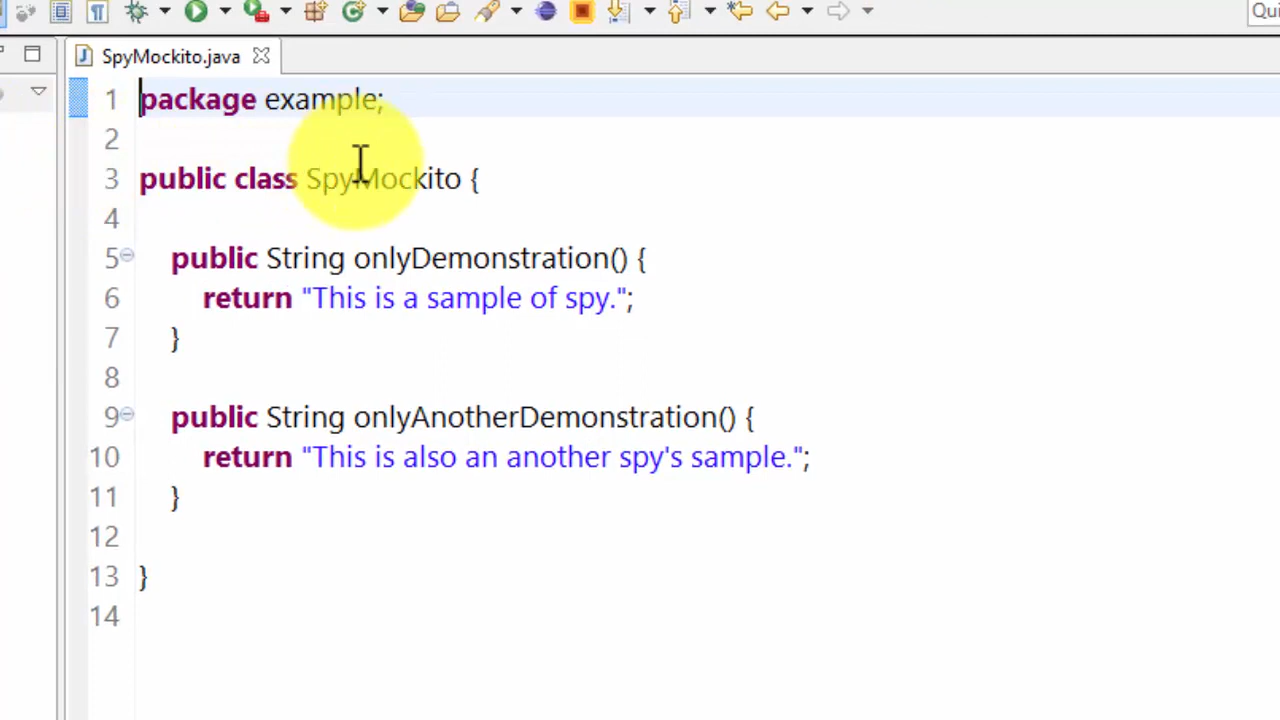 Qui
SpyMockito.java
1 package example;
2
3 public class SpyMockito {
4
5 public String onlyDemonstration() {
6 return "This is a sample of spy.";
7 }
8
9 public String onlyAnotherDemonstration() {
10 return "This is also an another spy's sample.";
11 }
12
13 }
14